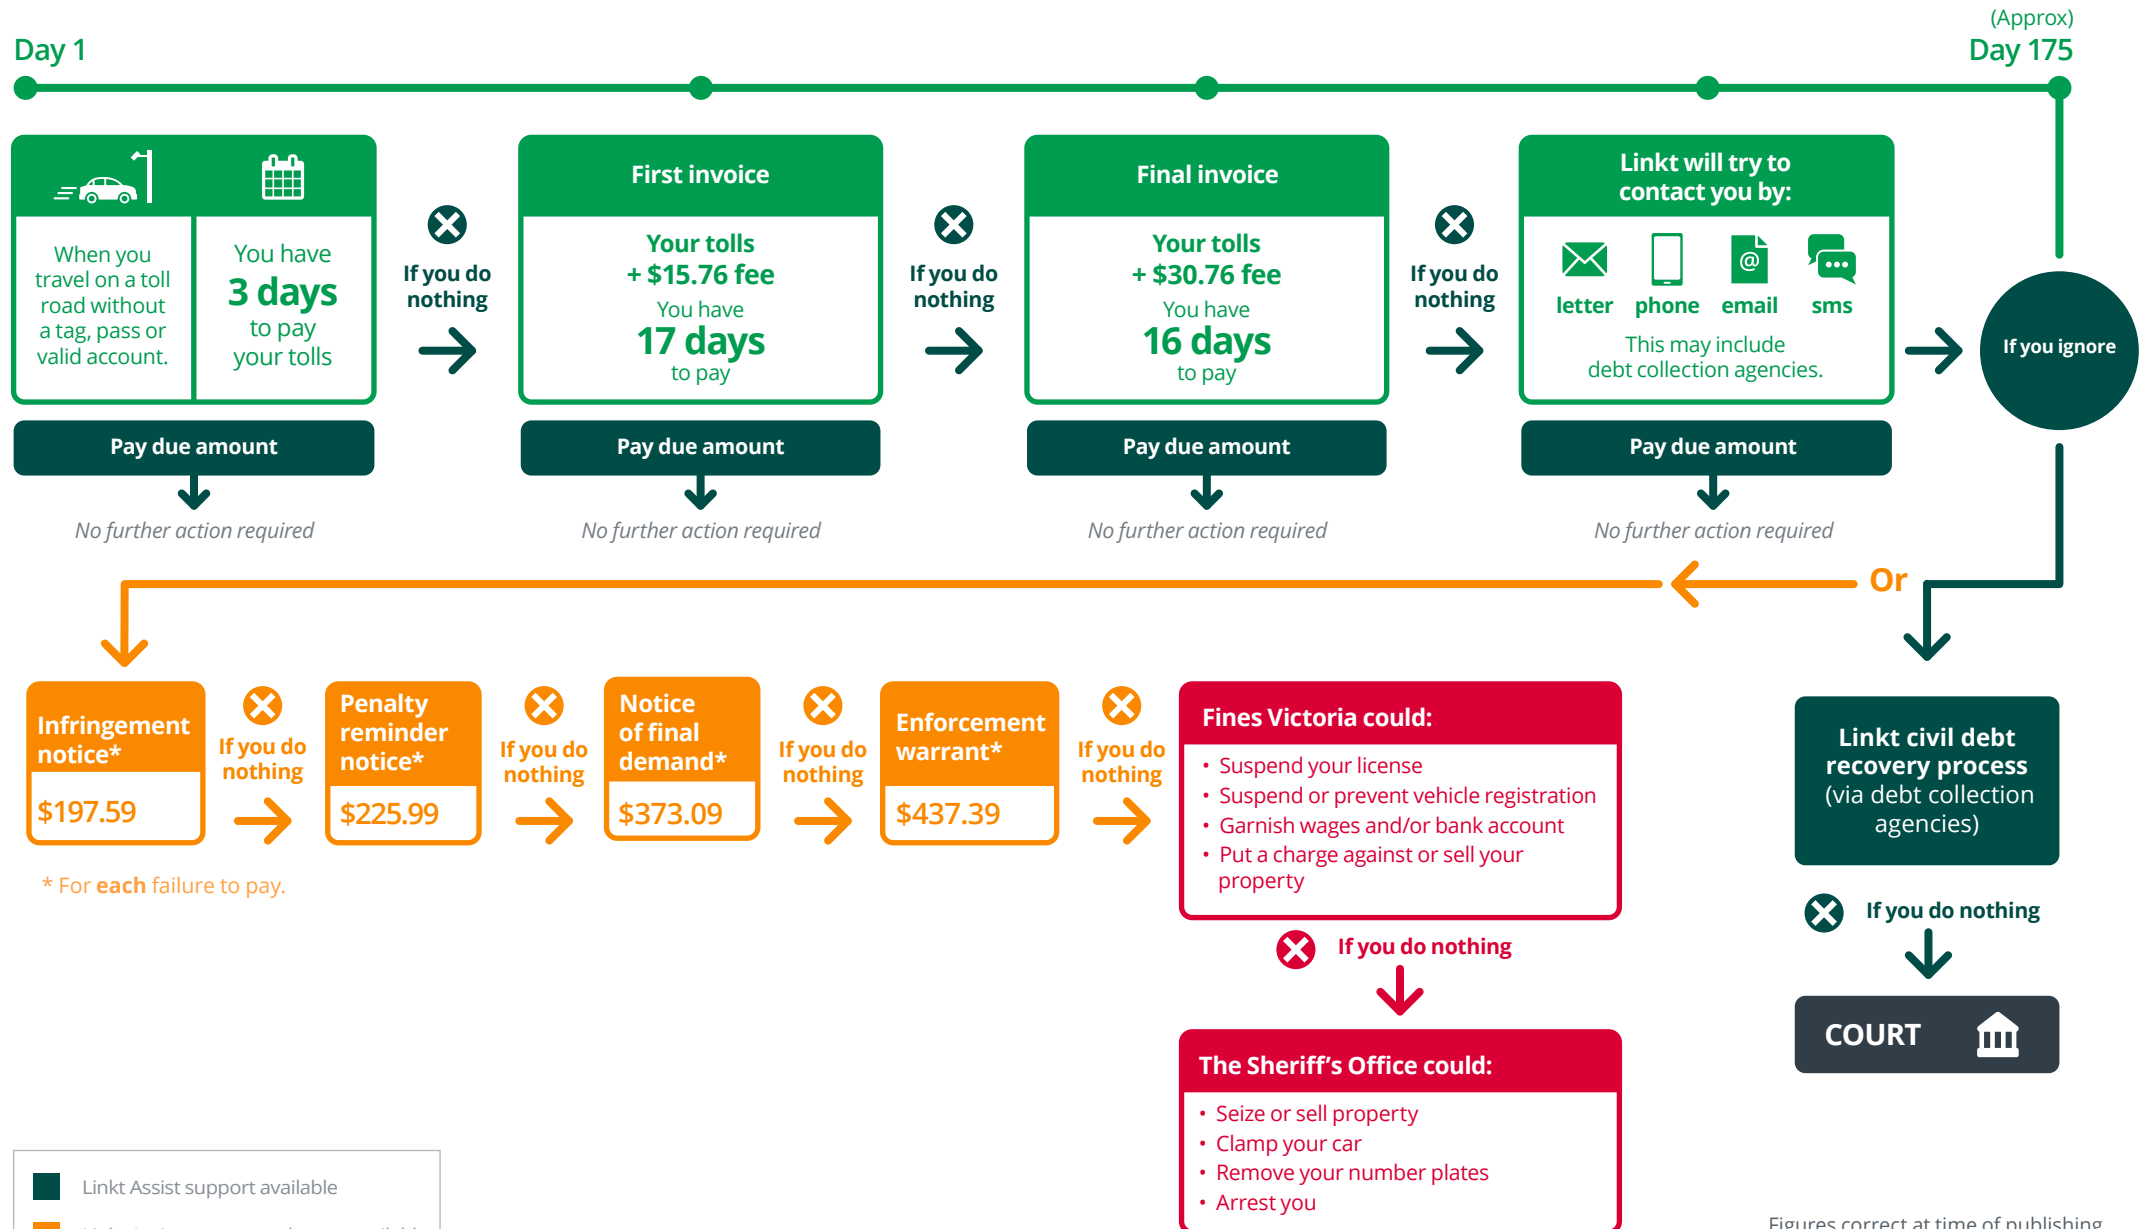 (Approx)
Day 1
Day 175
When you
travel on a toll
road without
a tag, pass or
valid account.
You have
3 days
to pay
your tolls
If you do
nothing
First invoice
Your tolls
+ $15.76 fee
You have
17 days
to pay
If you do
nothing
Final invoice
Your tolls
+ $30.76 fee
You have
16 days
to pay
If you do
nothing
Linkt will try to
contact you by:
letter phone email sms
@
This may include
debt collection agencies.
If you ignore
Pay due amount
Pay due amount
Pay due amount
Pay due amount
No further action required
No further action required
No further action required
No further action required
Or
Infringement
notice*
$197.59
If you do
nothing
Penalty
reminder
notice*
$225.99
If you do
nothing
Notice
of final
demand*
$373.09
If you do
nothing
Enforcement
warrant*
$437.39
If you do
nothing
* For each failure to pay.
Fines Victoria could:
• Suspend your license
• Suspend or prevent vehicle registration
• Garnish wages and/or bank account
• Put a charge against or sell your
property
If you do nothing
The Sheriff's Office could:
• Seize or sell property
• Clamp your car
• Remove your number plates
• Arrest you
Linkt civil debt
recovery process
(via debt collection
agencies)
If you do nothing
COURT
Linkt Assist support available
Figures correct at time of publishing